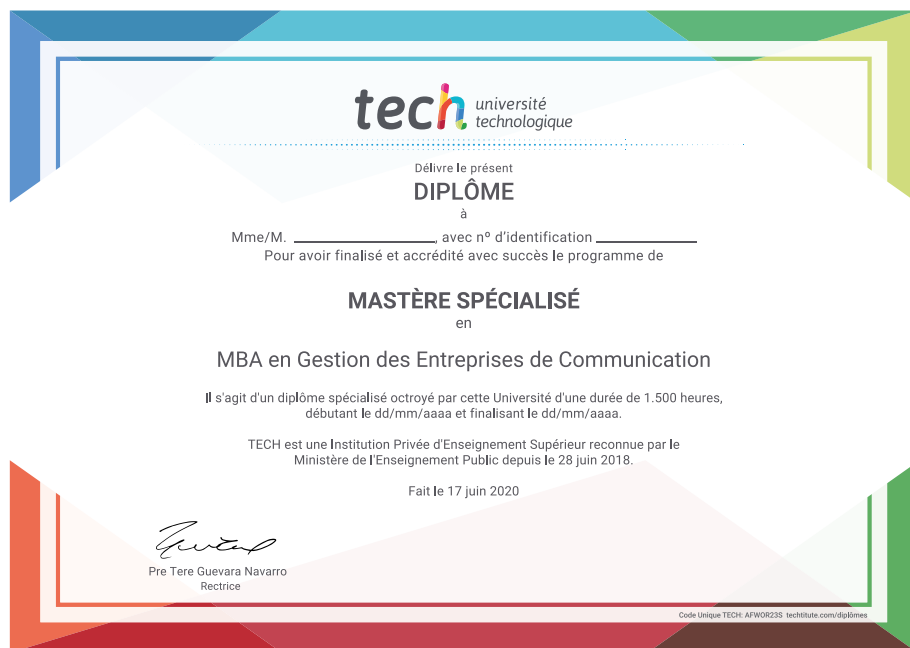 tech université
technologique
Délivre le présent
DIPLÔME
à
Mme/M. _______________, avec nº d'identification ___________
Pour avoir finalisé et accrédité avec succès le programme de
MASTÈRE SPÉCIALISÉ
en
MBA en Gestion des Entreprises de Communication
Il s'agit d'un diplôme spécialisé octroyé par cette Université d'une durée de 1.500 heures,
débutant le dd/mm/aaaa et finalisant le dd/mm/aaaa.
TECH est une Institution Privée d'Enseignement Supérieur reconnue par le
Ministère de l'Enseignement Public depuis le 28 juin 2018.
Fait le 17 juin 2020
Pre Tere Guevara Navarro
Rectrice
Code Unique TECH: AFWOR23S techtitute.com/diplômes